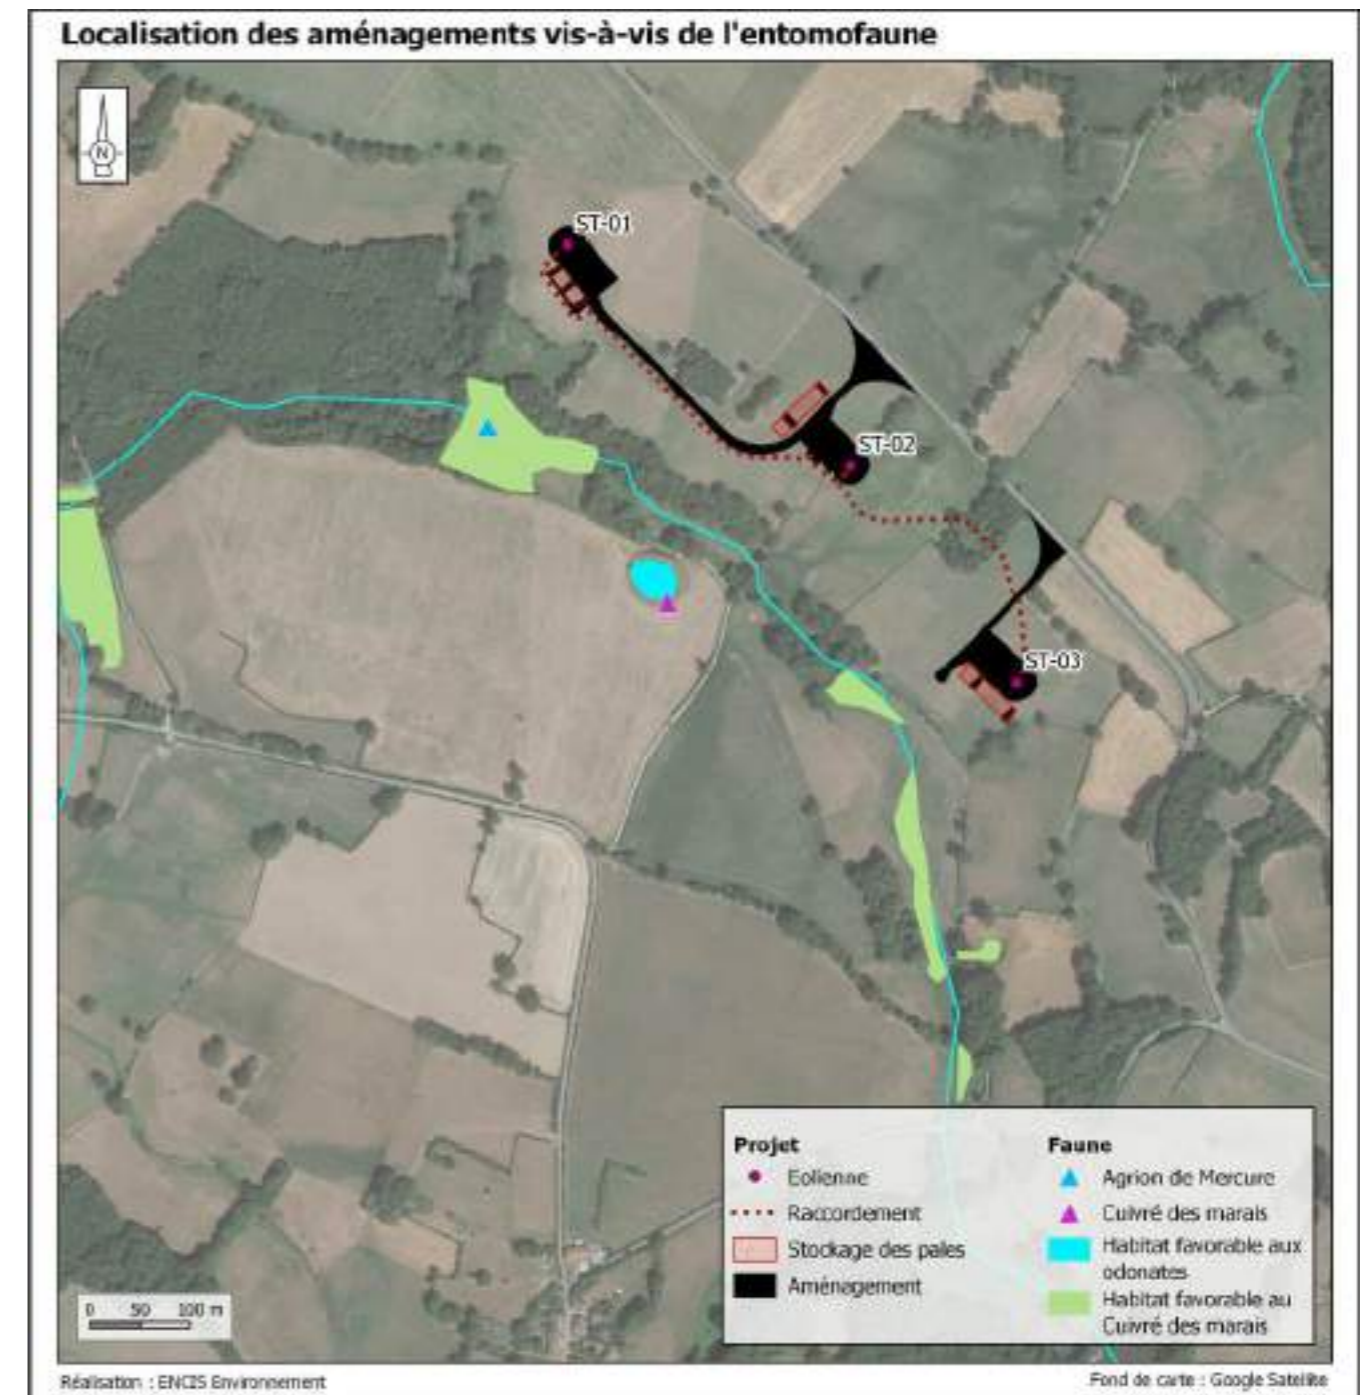 Localisation des aménagements vis-à-vis de l'entomofaune
N
ST-01
ST-02
ST-03
Projet
Eolienne
Raccordement
Stockage des pales
Aménagement
Faune
Agrion de Mercure
Cuivré des marais
Habitat favorable aux
odonates
Habitat favorable au
Cuivré des marais
0 50 100 m
Réalisation : ENCIS Environnement
Fond de carte : Google Satellite